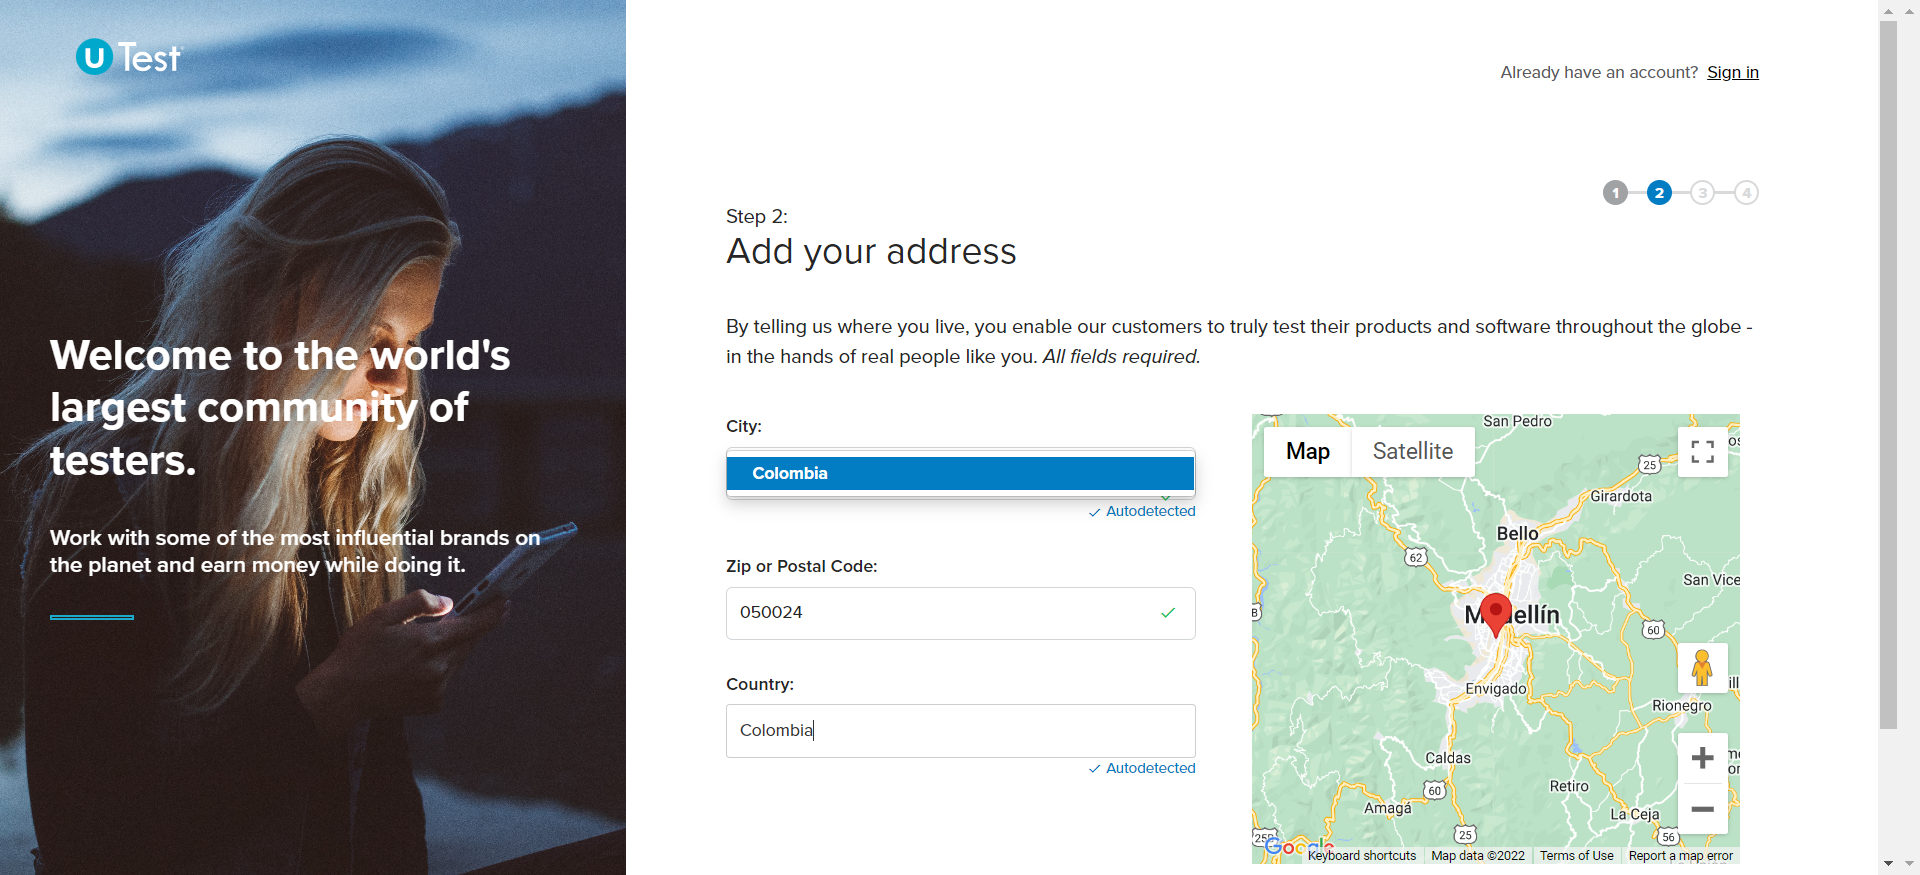 U Test
Welcome to the world's
largest community of
testers.
Work with some of the most influential brands on
the planet and earn money while doing it.
Already have an account? Sign in
1 2 3 4
Step 2:
Add your address
By telling us where you live, you enable our customers to truly test their products and software throughout the globe -
in the hands of real people like you. All fields required.
City:
Colombia
Autodetected
Zip or Postal Code:
050024
Country:
Colombia
Autodetected
Map Satellite
San Pedro
25
Girardota
Bello
62
San Vice
Medellín
60
Envigado
Rionegro
Caldas
60
Retiro
Amagá
La Ceja
25
56
25B
Google
Keyboard shortcuts Map data ©2022 Terms of Use Report a map error